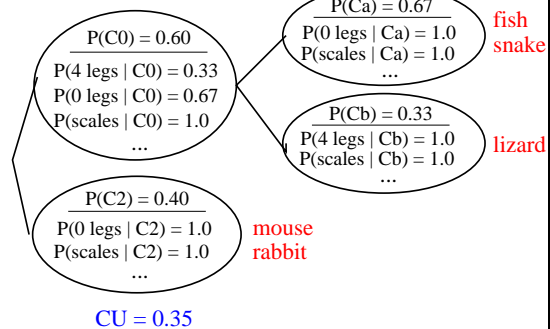 P(C0) = 0.60
P(4 legs | C0) = 0.33
P(0 legs | C0) = 0.67
P(scales | C0) = 1.0
...
P(Ca) = 0.67
P(0 legs | Ca) = 1.0
P(scales | Ca) = 1.0
...
fish
snake
P(Cb) = 0.33
P(4 legs | Cb) = 1.0
P(scales | Cb) = 1.0
...
lizard
P(C2) = 0.40
P(0 legs | C2) = 1.0
P(scales | C2) = 1.0
...
mouse
rabbit
CU = 0.35